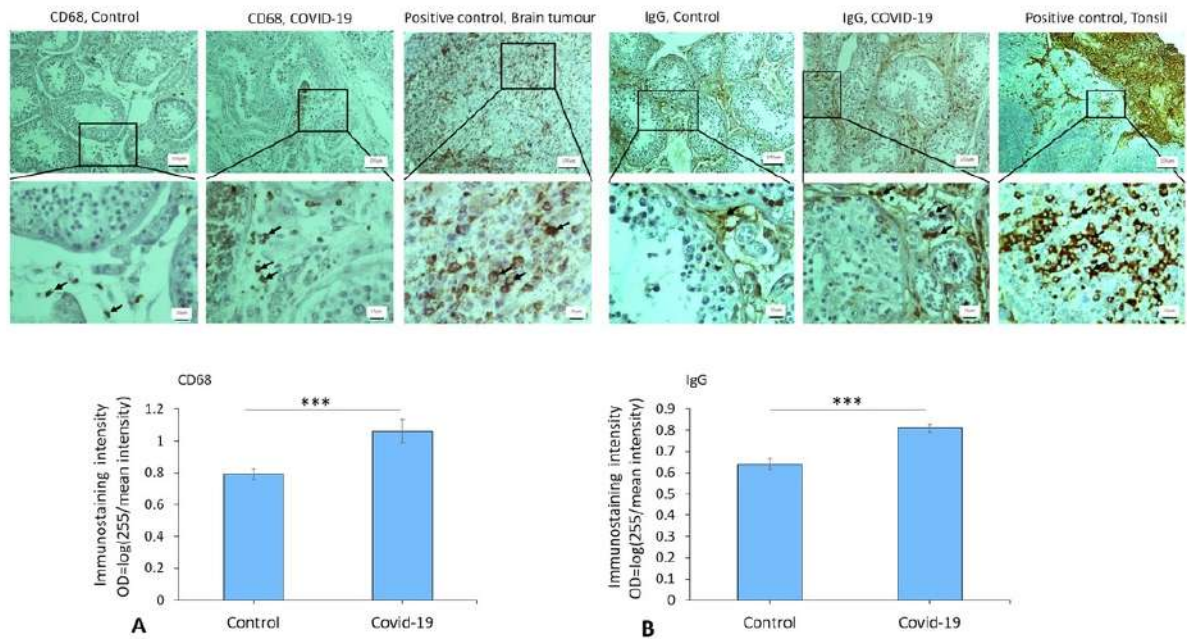 CD68, Control
CD68, COVID-19
Positive control, Brain tumour
IgG, Control
IgG, COVID-19
Positive control, Tonsil
CD68
***
Immunostaining intensity
OD=log(255/mean intensity)
1.2
1
0.8
0.6
0.4
0.2
0
Control
Covid-19
A
IgG
***
Immunostaining intensity
OD=log(255/mean intensity)
0.9
0.8
0.7
0.6
0.5
0.4
0.3
0.2
0.1
0
Control
Covid-19
B